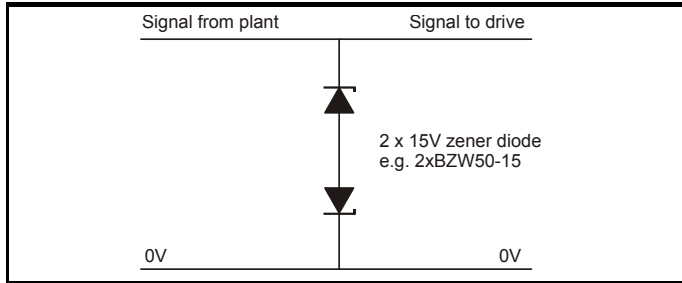 Signal from plant
Signal to drive
2 x 15V zener diode
e.g. 2xBZW50-15
0V
0V